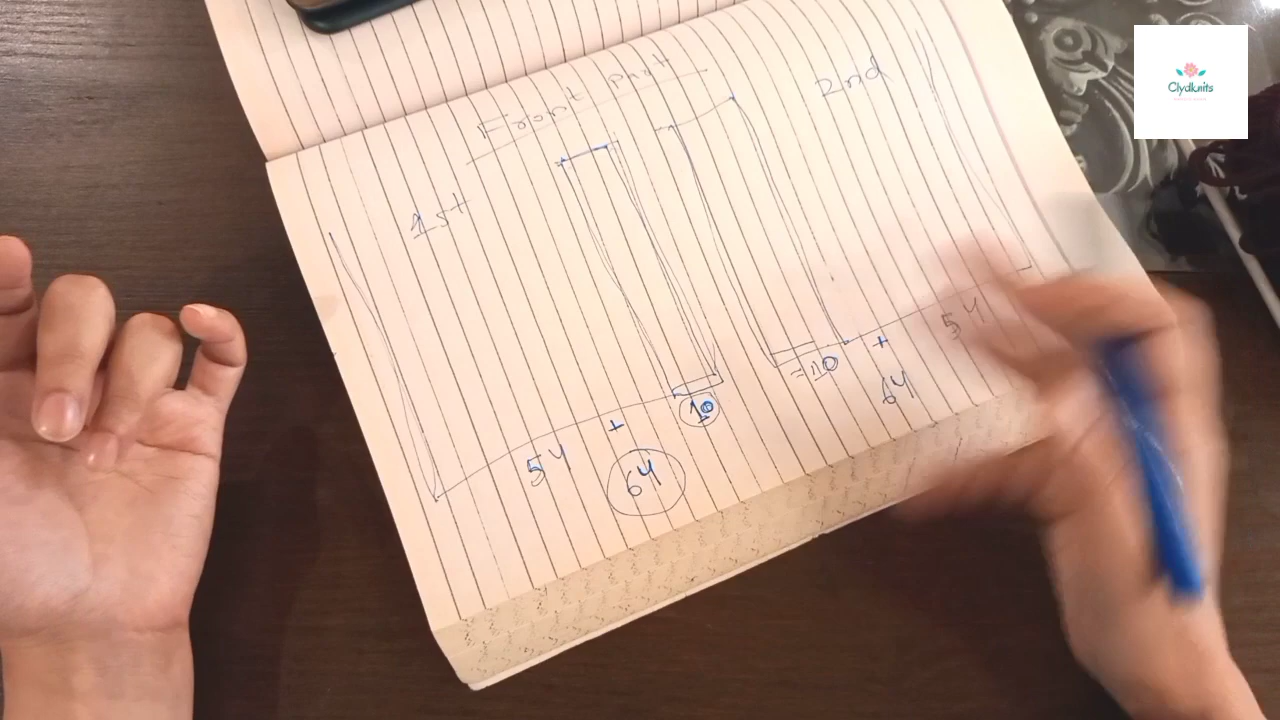 Front part
1st
2nd
54 + 10
64
= 10 + 54
64
Clydknits